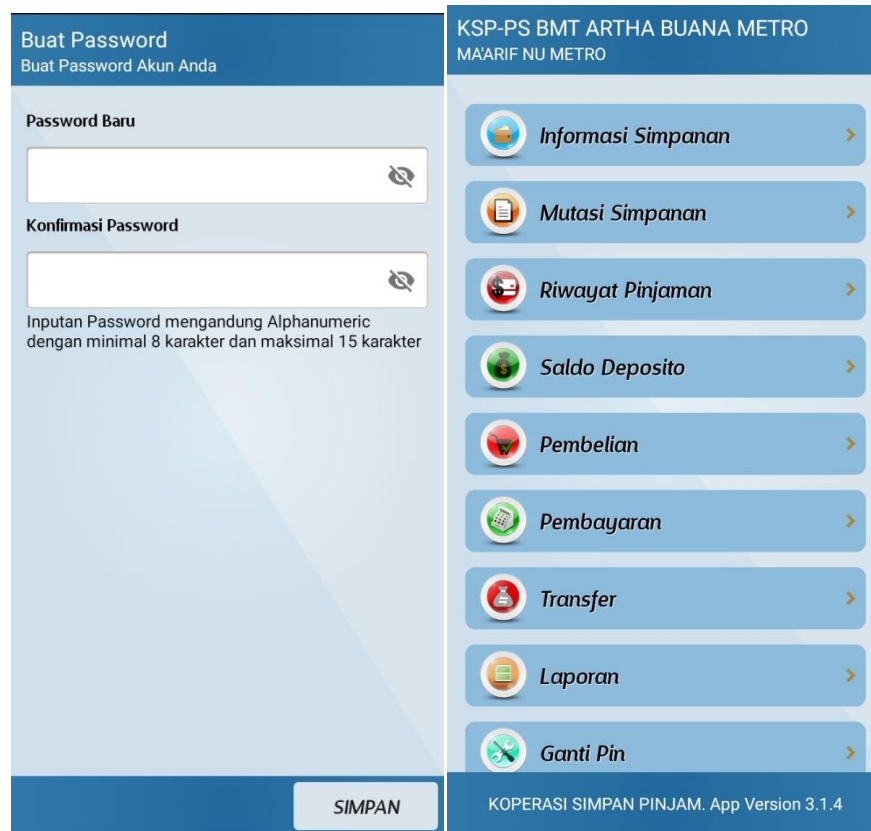 Buat Password
Buat Password Akun Anda
Password Baru
Konfirmasi Password
Inputan Password mengandung Alphanumeric
dengan minimal 8 karakter dan maksimal 15 karakter
SIMPAN
KSP-PS BMT ARTHA BUANA METRO
MA'ARIF NU METRO
Informasi Simpanan
Mutasi Simpanan
Riwayat Pinjaman
Saldo Deposito
Pembelian
Pembayaran
Transfer
Laporan
Ganti Pin
KOPERASI SIMPAN PINJAM. App Version 3.1.4